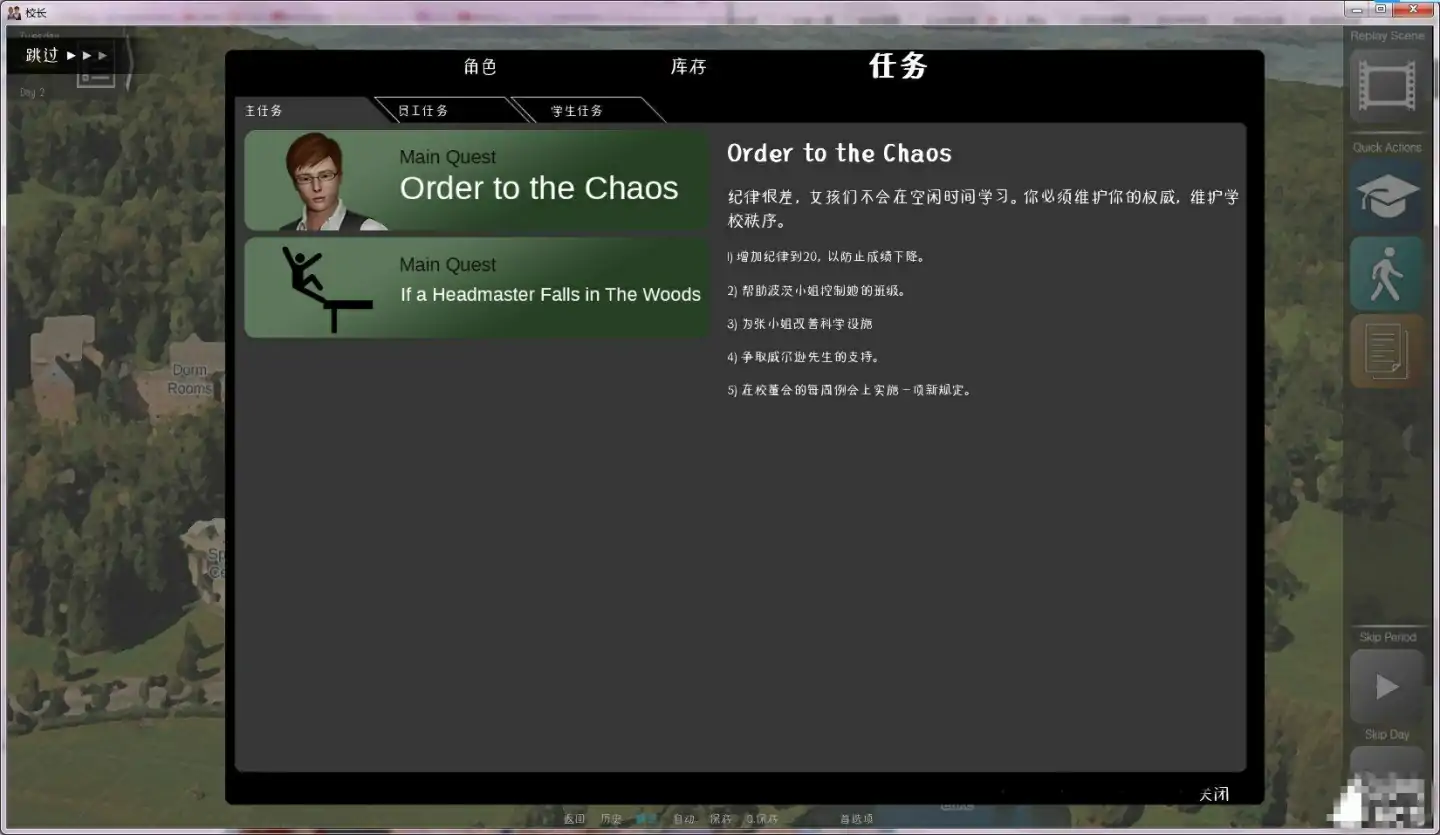 校长
Tuesday
跳过
Day 2
角色
库存
任务
主任务
员工任务
学生任务
Main Quest
Order to the Chaos
Main Quest
If a Headmaster Falls in The Woods
Order to the Chaos
纪律很差，女孩们不会在空闲时间学习。你必须维护你的权威，维护学
校秩序。
1) 增加纪律到20，以防止成绩下降。
2) 帮助波茨小姐控制她的班级。
3) 为张小姐改善科学设施
4) 争取威尔逊先生的支持。
5) 在校董会的每周例会上实施一项新规定。
Dorm
Rooms
Sp
Ce
Replay Scene
Quick Actions
Skip Period
Skip Day
关闭
返回
历史
自动
保存
Q.保存
首选项